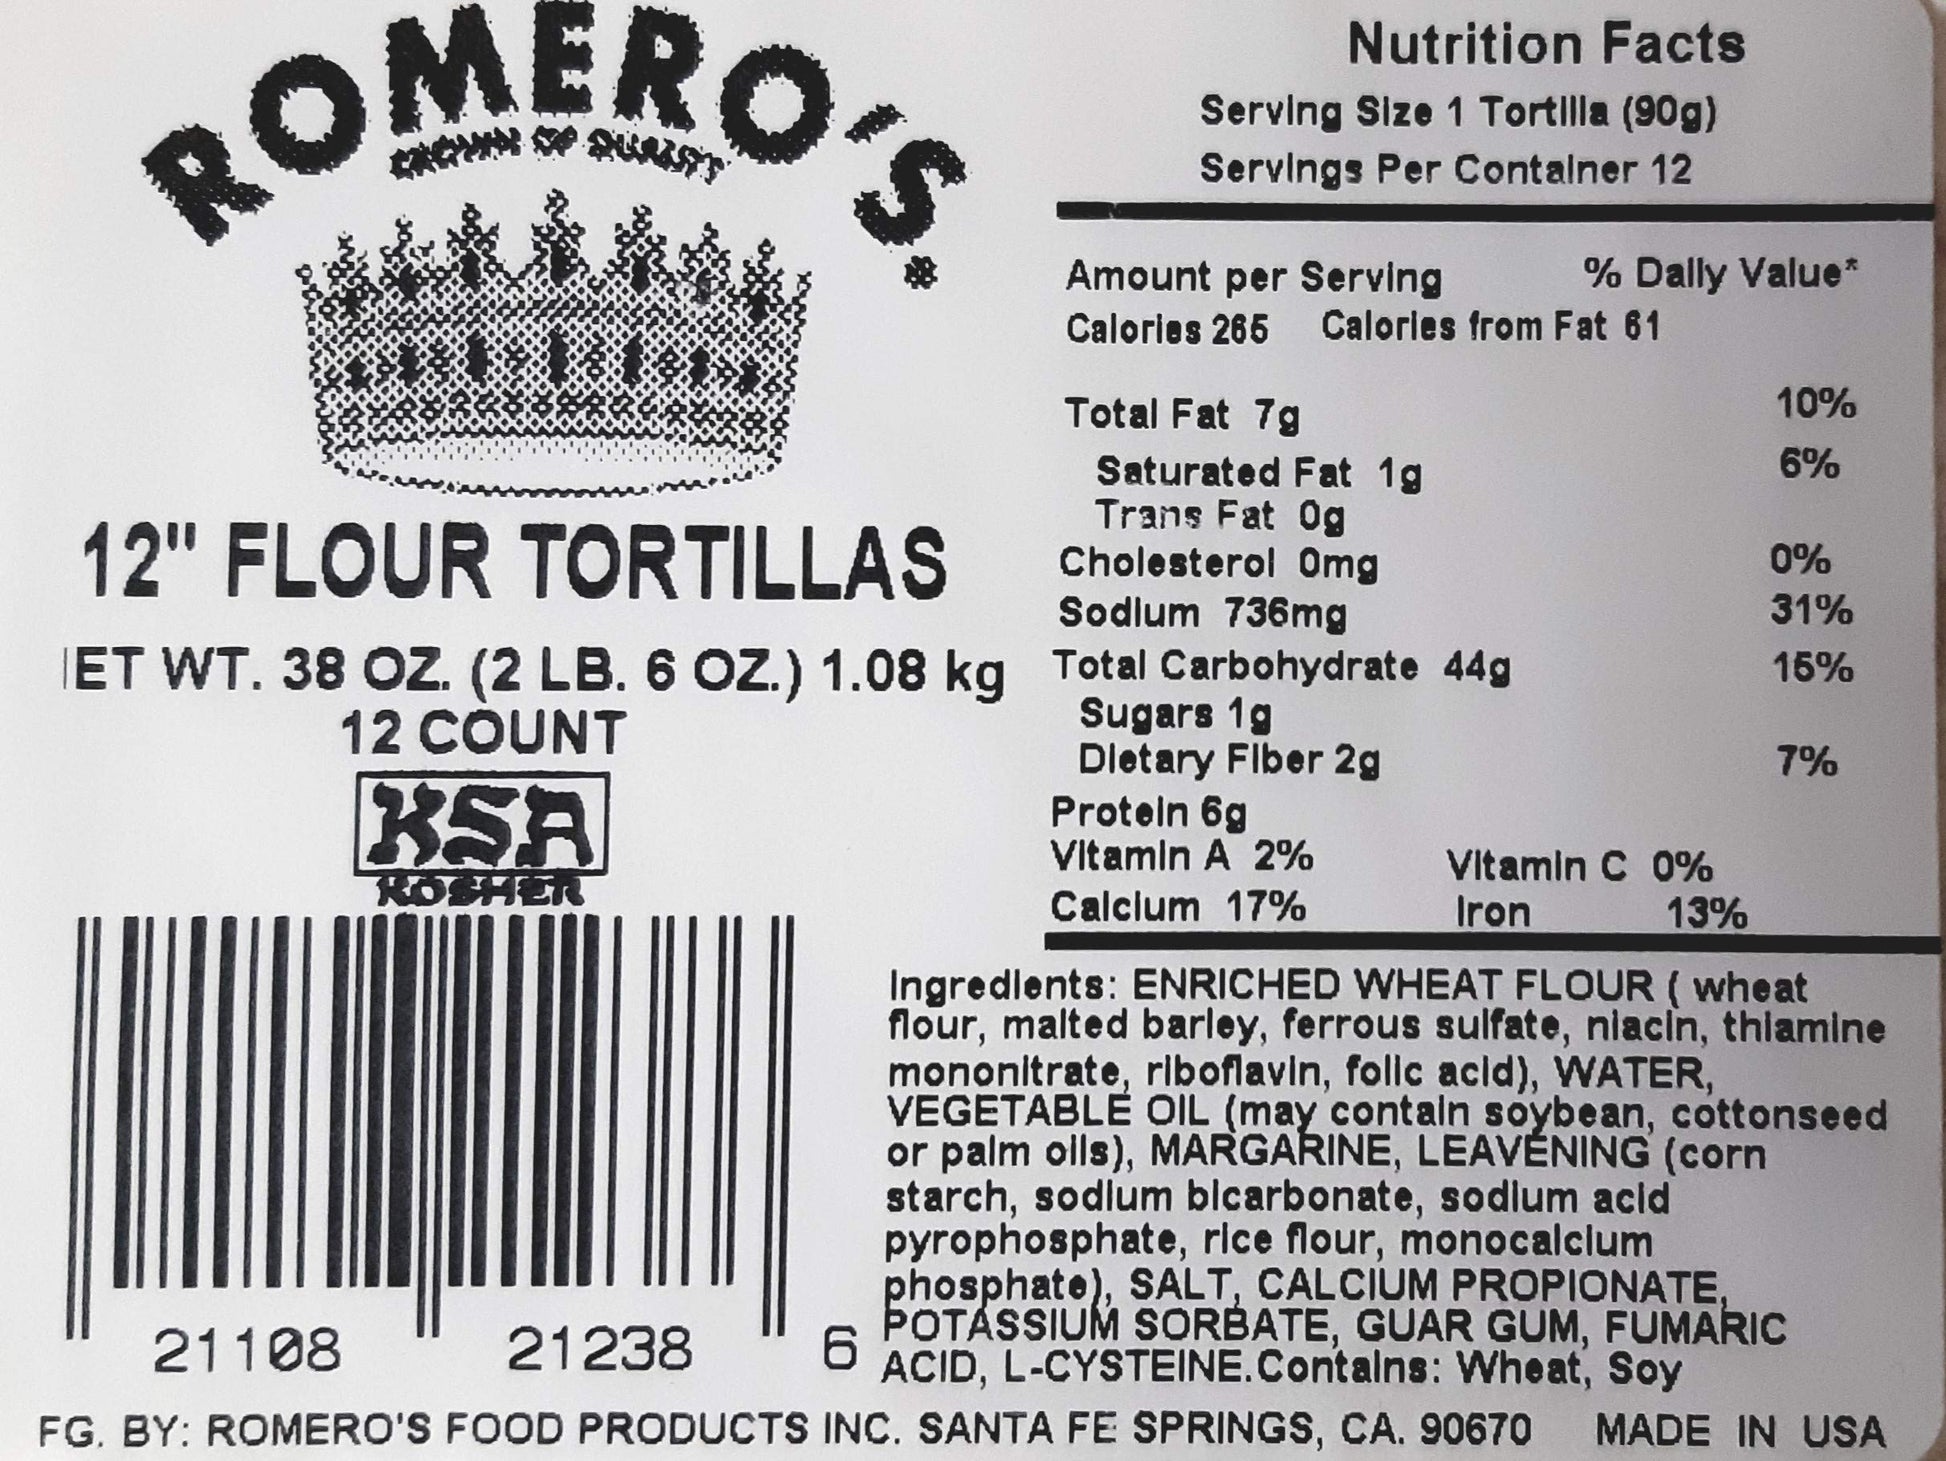 ROMERO'S.
CROWN OF QUALITY
12" FLOUR TORTILLAS
ET WT. 38 OZ. (2 LB. 6 OZ.) 1.08 kg
12 COUNT
KSA
KOSHER
21108 21238 6
Nutrition Facts
Serving Size 1 Tortilla (90g)
Servings Per Container 12
Amount per Serving % Daily Value*
Calories 265 Calories from Fat 61
Total Fat 7g 10%
Saturated Fat 1g 6%
Trans Fat 0g
Cholesterol 0mg 0%
Sodium 736mg 31%
Total Carbohydrate 44g 15%
Sugars 1g
Dietary Fiber 2g 7%
Protein 6g
Vitamin A 2% Vitamin C 0%
Calcium 17% Iron 13%
Ingredients: ENRICHED WHEAT FLOUR ( wheat
flour, malted barley, ferrous sulfate, niacin, thiamine
mononitrate, riboflavin, folic acid), WATER,
VEGETABLE OIL (may contain soybean, cottonseed
or palm oils), MARGARINE, LEAVENING (corn
starch, sodium bicarbonate, sodium acid
pyrophosphate, rice flour, monocalcium
phosphate), SALT, CALCIUM PROPIONATE,
POTASSIUM SORBATE, GUAR GUM, FUMARIC
ACID, L-CYSTEINE.Contains: Wheat, Soy
FG. BY: ROMERO'S FOOD PRODUCTS INC. SANTA FE SPRINGS, CA. 90670 MADE IN USA